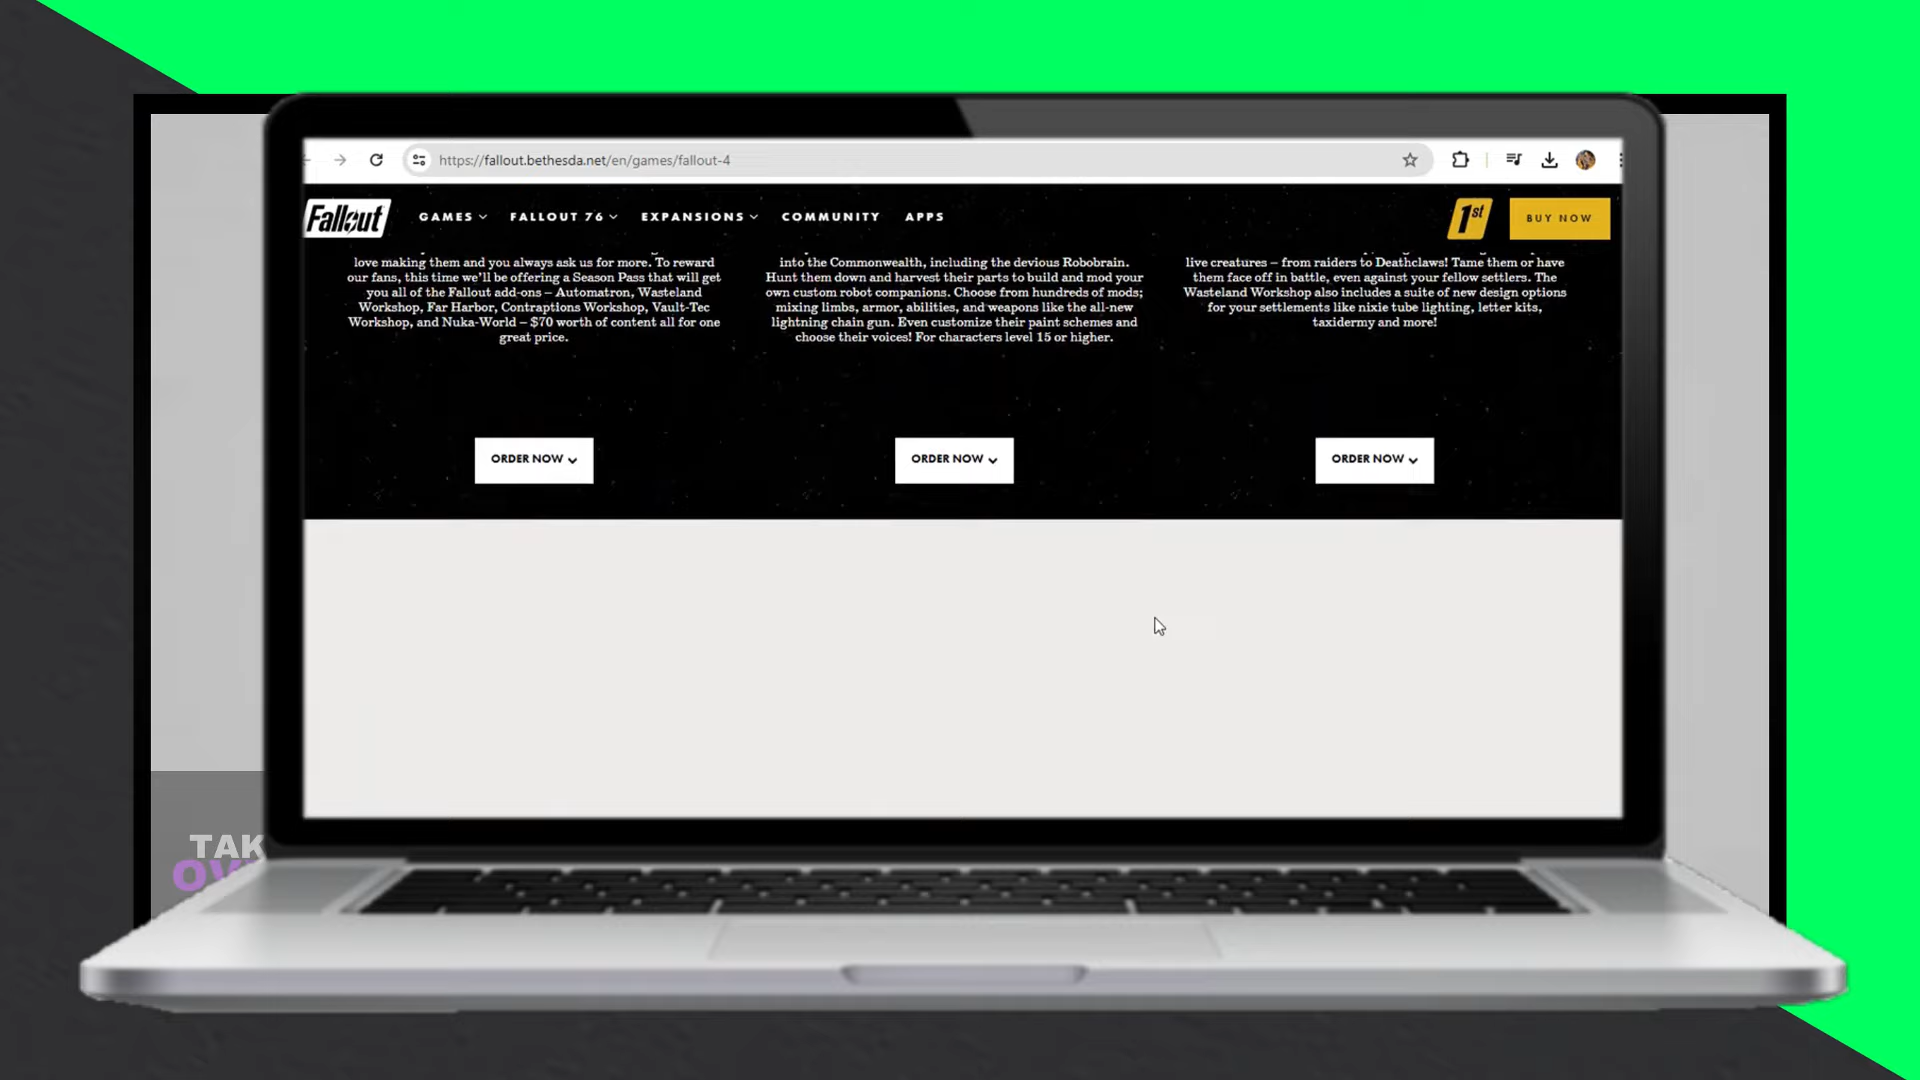 https://fallout.bethesda.net/en/games/fallout-4
Fallout
GAMES
FALLOUT 76
EXPANSIONS
COMMUNITY
APPS
1st
BUY NOW
love making them and you always ask us for more. To reward
our fans, this time we'll be offering a Season Pass that will get
you all of the Fallout add-ons – Automatron, Wasteland
Workshop, Far Harbor, Contraptions Workshop, Vault-Tec
Workshop, and Nuka-World – $70 worth of content all for one
great price.
into the Commonwealth, including the devious Robobrain.
Hunt them down and harvest their parts to build and mod your
own custom robot companions. Choose from hundreds of mods;
mixing limbs, armor, abilities, and weapons like the all-new
lightning chain gun. Even customize their paint schemes and
choose their voices! For characters level 15 or higher.
live creatures – from raiders to Deathclaws! Tame them or have
them face off in battle, even against your fellow settlers. The
Wasteland Workshop also includes a suite of new design options
for your settlements like nixie tube lighting, letter kits,
taxidermy and more!
ORDER NOW
ORDER NOW
ORDER NOW
TAK